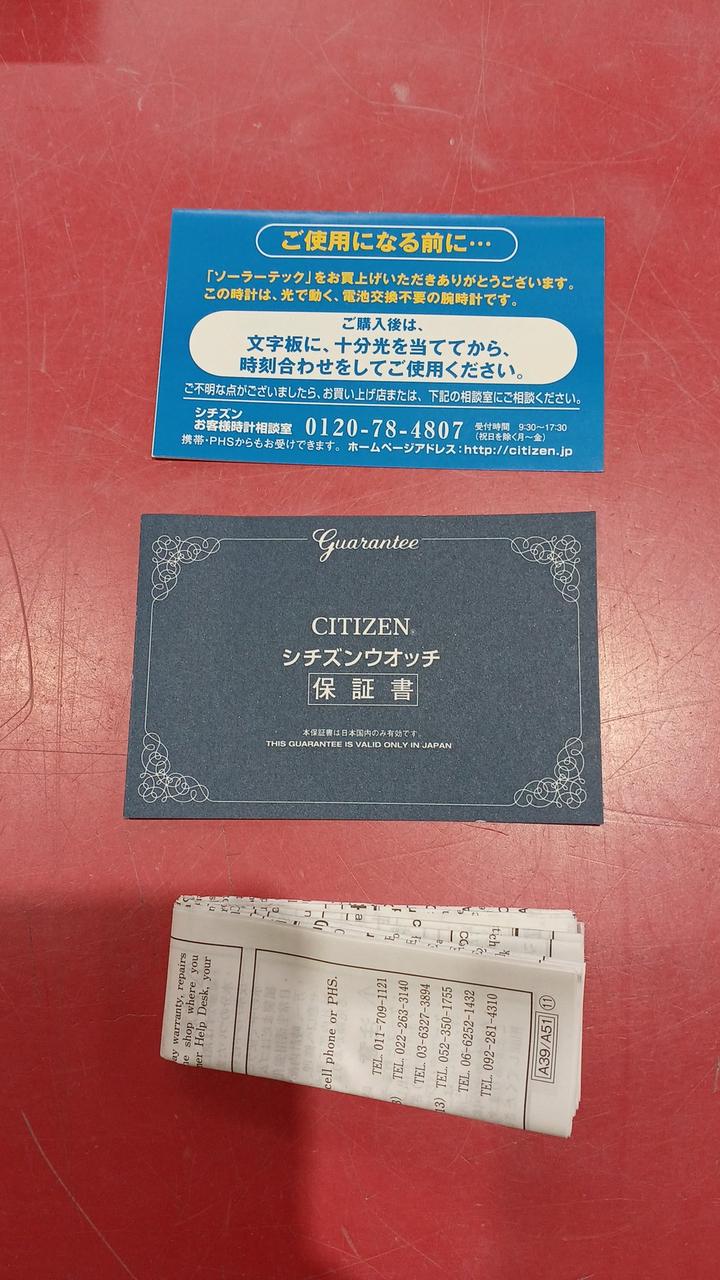 ご使用になる前に…
「ソーラーテック」をお買上げいただきありがとうございます。
この時計は、光で動く、電池交換不要の腕時計です。
ご購入後は、
文字板に、十分光を当ててから、
時刻合わせをしてご使用ください。
ご不明な点がございましたら、お買い上げ店または、下記の相談室にご相談ください。
シチズン
お客様時計相談室 0120-78-4807 受付時間 9:30～17:30
(祝日を除く月～金)
携帯・PHSからもお受けできます。 ホームページアドレス：http://citizen.jp
Guarantee
CITIZEN®
シチズンウオッチ
保証書
本保証書は日本国内のみ有効です。
THIS GUARANTEE IS VALID ONLY IN JAPAN
warranty, repairs
shop where you
Help Desk, your
cell phone or PHS.
TEL. 011-709-1121
TEL. 022-263-3140
TEL. 03-6327-3894
TEL. 052-350-1755
TEL. 06-6252-1432
13) TEL. 092-281-4310
A39/A51 ⑪